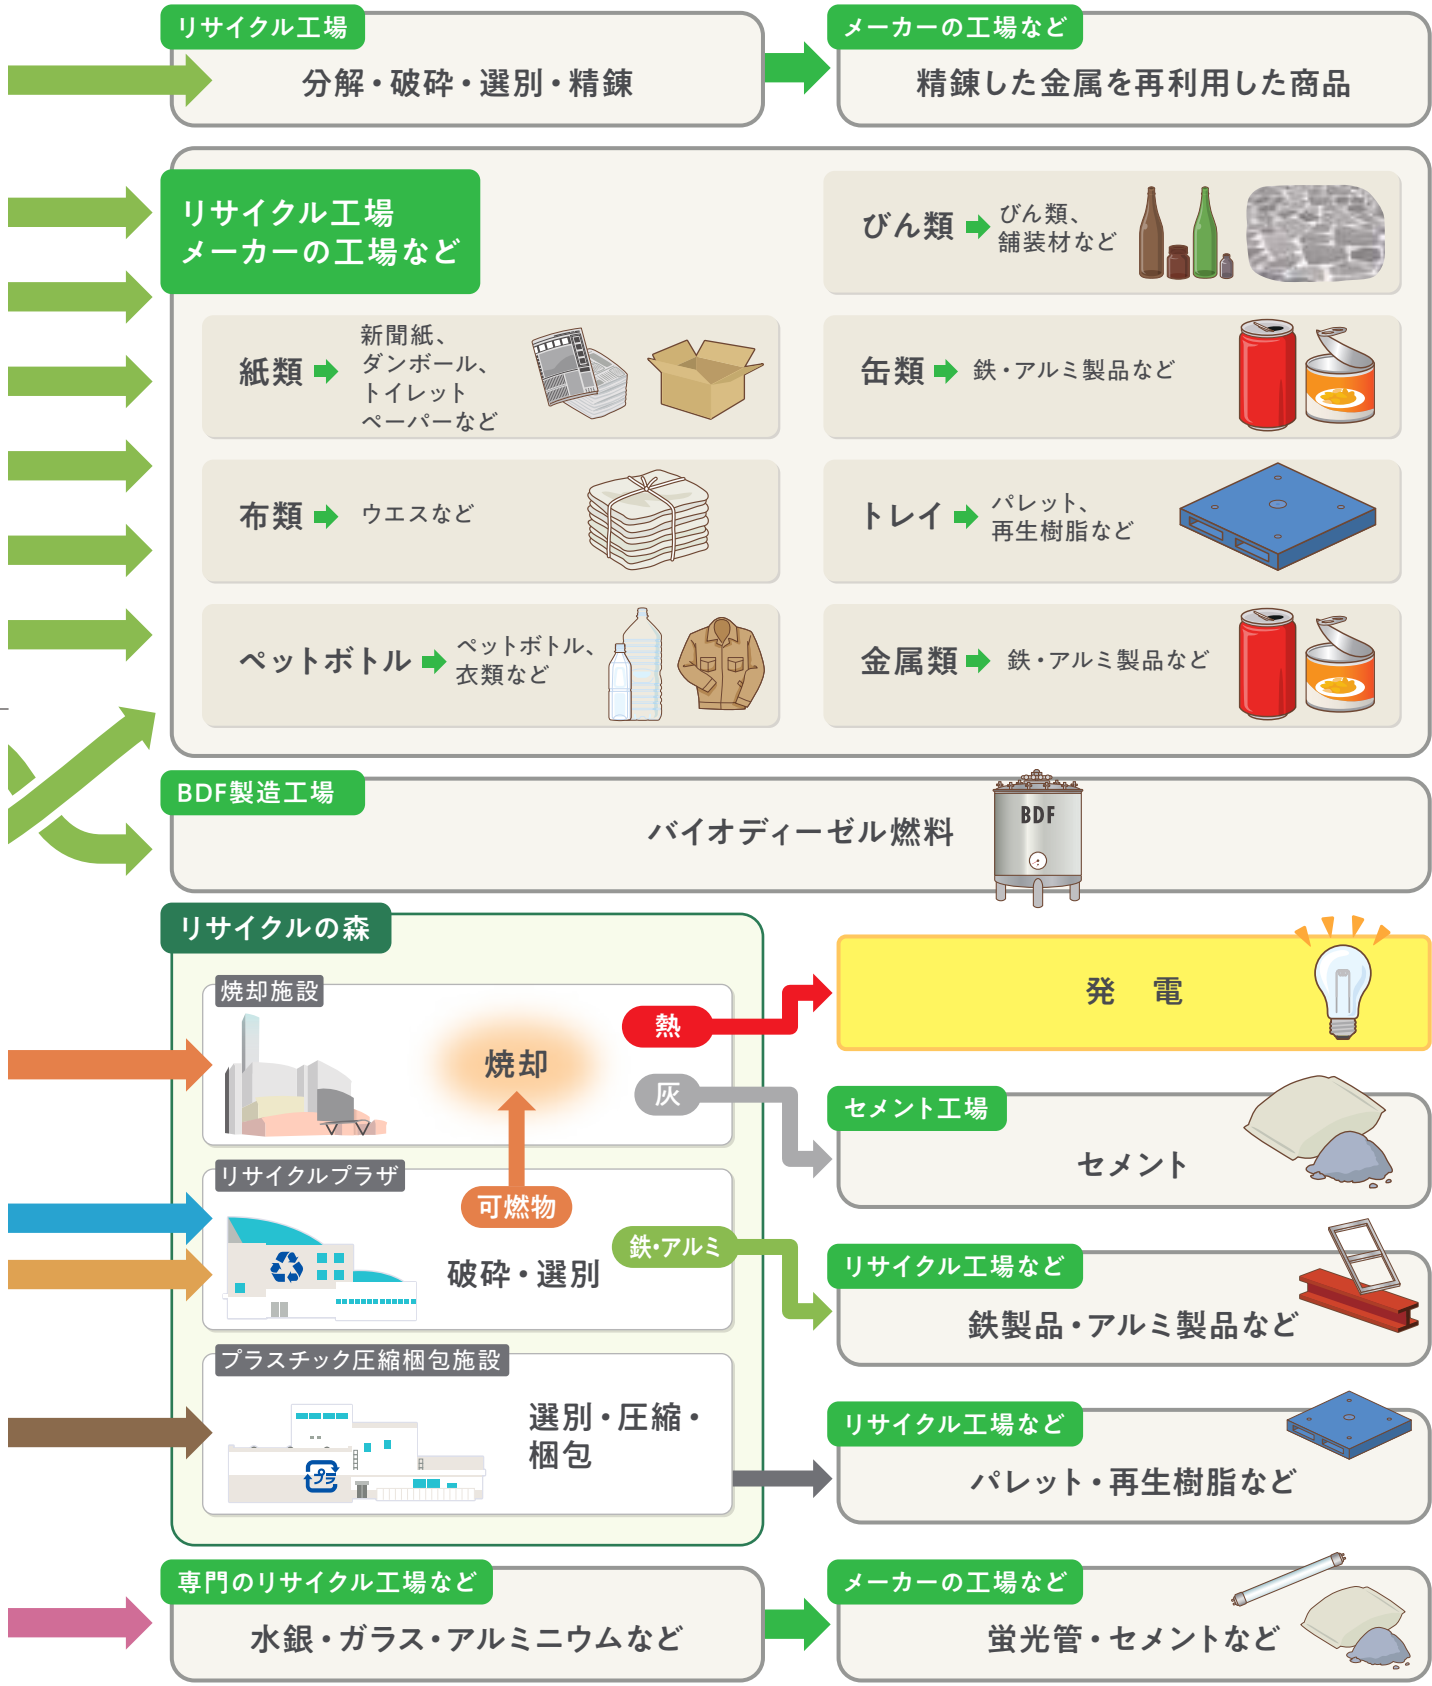 リサイクル工場
分解・破砕・選別・精錬
メーカーの工場など
精錬した金属を再利用した商品
リサイクル工場
メーカーの工場など
びん類
びん類、
舗装材など
紙類
新聞紙、
ダンボール、
トイレット
ペーパーなど
缶類
鉄・アルミ製品など
布類
ウエスなど
トレイ
パレット、
再生樹脂など
ペットボトル
ペットボトル、
衣類など
金属類
鉄・アルミ製品など
BDF製造工場
バイオディーゼル燃料
BDF
リサイクルの森
焼却施設
焼却
熱
灰
発　電
セメント工場
セメント
リサイクルプラザ
可燃物
破砕・選別
鉄・アルミ
リサイクル工場など
鉄製品・アルミ製品など
プラスチック圧縮梱包施設
プラ
選別・圧縮・
梱包
リサイクル工場など
パレット・再生樹脂など
専門のリサイクル工場など
水銀・ガラス・アルミニウムなど
メーカーの工場など
蛍光管・セメントなど